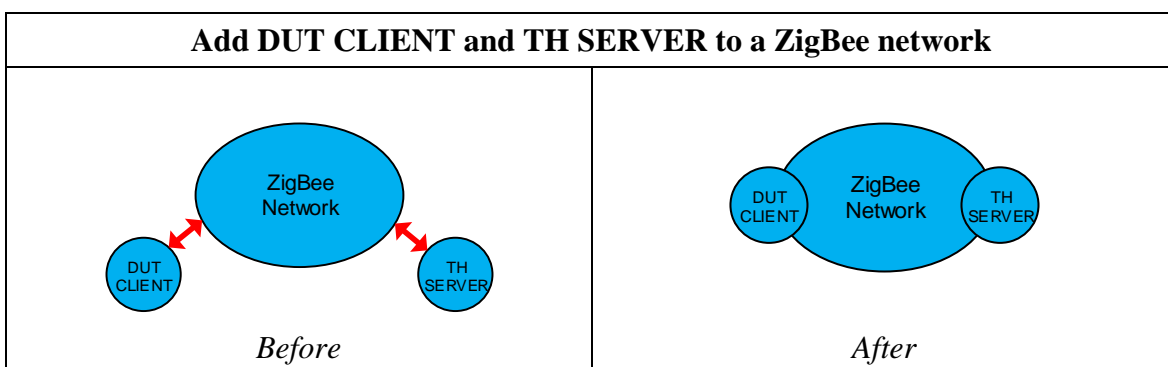 Add DUT CLIENT and TH SERVER to a ZigBee network
ZigBee
Network
DUT
CLIENT
TH
SERVER
Before
DUT
CLIENT
ZigBee
Network
TH
SERVER
After